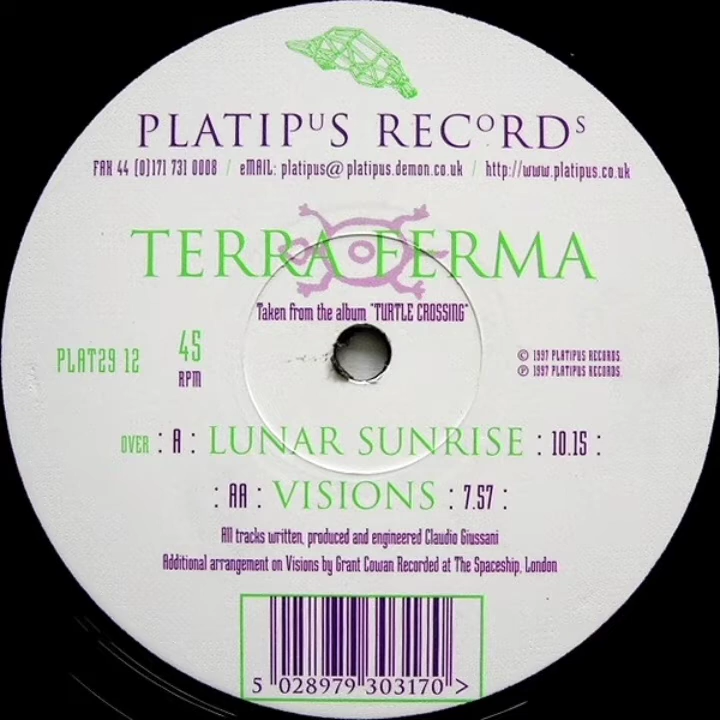 PLATIPUS RECORDS
FAX 44 (0)171 731 0008 / eMAIL: platipus@platipus.demon.co.uk / http://www.platipus.co.uk
TERRA FERMA
Taken from the album "TURTLE CROSSING"
PLAT29 12
45
RPM
© 1997 PLATIPUS RECORDS.
℗ 1997 PLATIPUS RECORDS.
OVER : A : LUNAR SUNRISE : 10.15 :
: AA : VISIONS : 7.57 :
All tracks written, produced and engineered Claudio Giussani
Additional arrangement on Visions by Grant Cowan Recorded at The Spaceship, London
5 028979 303170 >